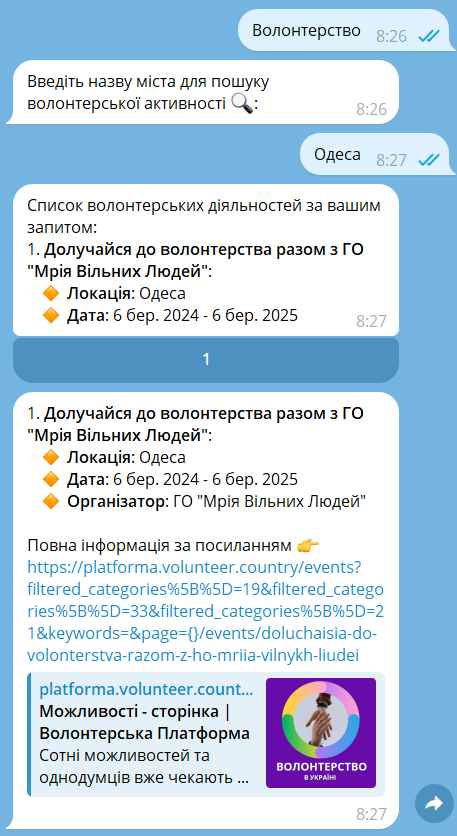 Волонтерство
8:26
Введіть назву міста для пошуку
волонтерської активності 🔍:
8:26
Одеса
8:27
Список волонтерських діяльностей за вашим
запитом:
1. Долучайся до волонтерства разом з ГО
"Мрія Вільних Людей":
🔸 Локація: Одеса
🔸 Дата: 6 бер. 2024 - 6 бер. 2025
8:27
1
1. Долучайся до волонтерства разом з ГО
"Мрія Вільних Людей":
🔸 Локація: Одеса
🔸 Дата: 6 бер. 2024 - 6 бер. 2025
🔸 Організатор: ГО "Мрія Вільних Людей"
Повна інформація за посиланням 👉
https://platforma.volunteer.country/events?
filtered_categories%5B%5D=19&filtered_catego
ries%5B%5D=33&filtered_categories%5B%5D=2
1&keywords=&page={}/events/doluchaisia-do-
volonterstva-razom-z-ho-mriia-vilnykh-liudei
platforma.volunteer.count...
Можливості - сторінка |
Волонтерська Платформа
Сотні можливостей та
однодумців вже чекають ...
ВОЛОНТЕРСТВО
В УКРАЇНІ
8:27